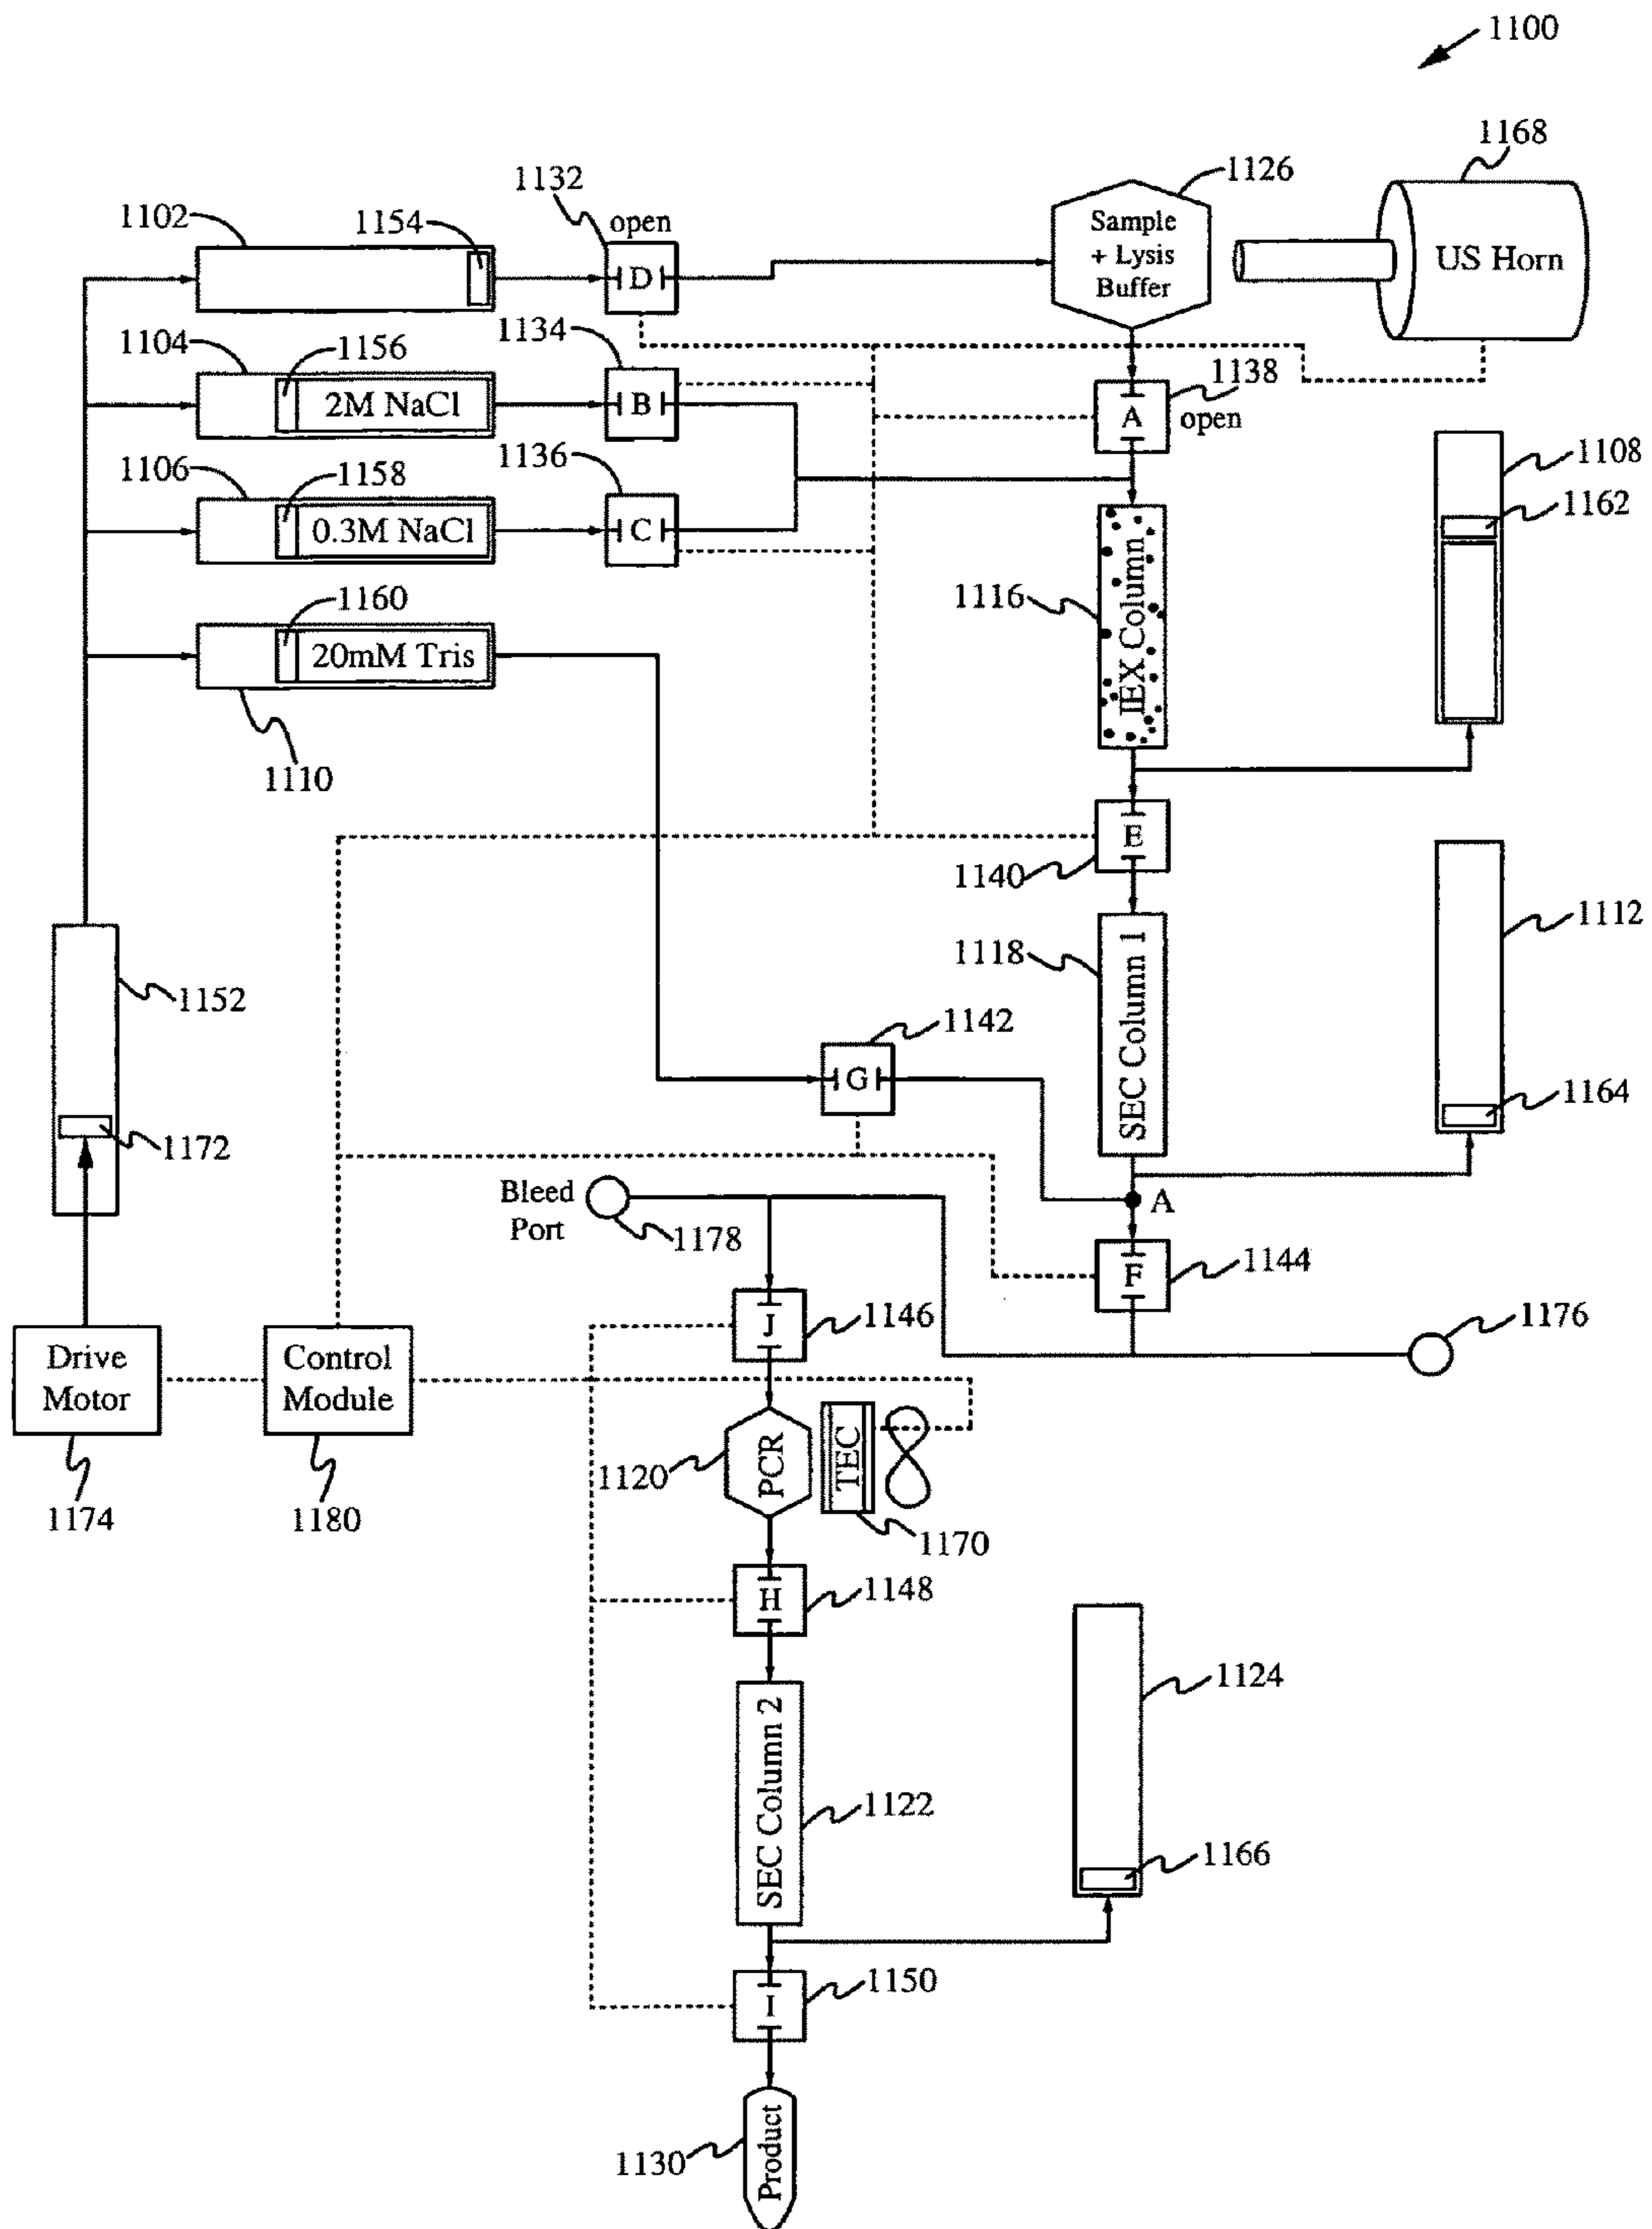 1100
1168
1132
1126
1102
1154
open
Sample
+ Lysis
Buffer
US Horn
D
1134
1104
1156
2M NaCl
B
1138
A
open
1136
1106
1158
0.3M NaCl
C
1108
1162
1116
IEX Column
1160
20mM Tris
1110
E
1140
1112
1118
SEC Column 1
1152
1142
G
1164
1172
Bleed
Port
1178
A
F
1144
J
1146
1176
Drive
Motor
Control
Module
1120
PCR
TEC
1174
1180
1170
H
1148
1124
SEC Column 2
1122
1166
I
1150
1130
Product